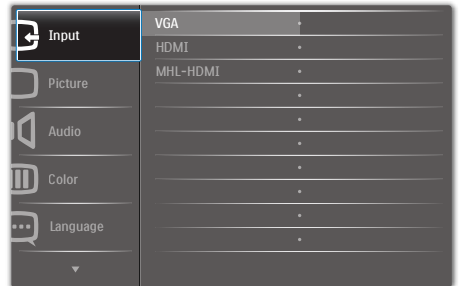 Input
Picture
Audio
Color
Language
VGA
HDMI
MHL-HDMI